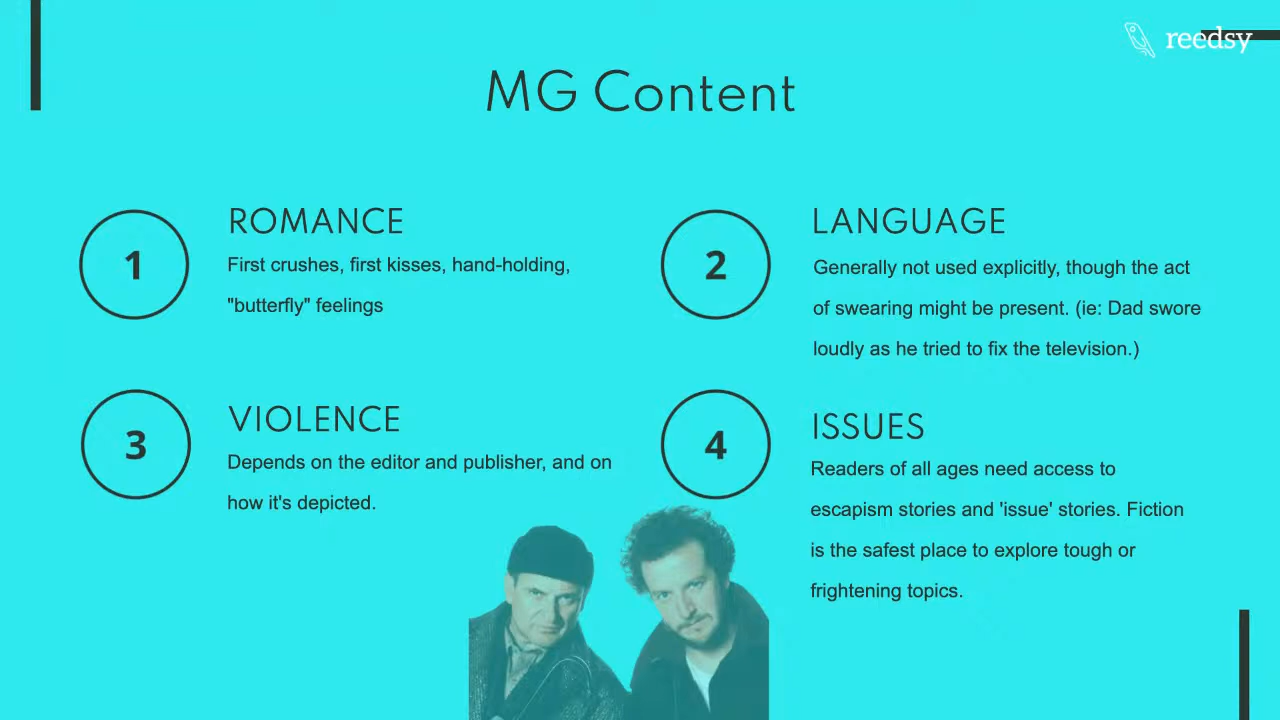 reedsy
MG Content
1
ROMANCE
First crushes, first kisses, hand-holding,
"butterfly" feelings
2
LANGUAGE
Generally not used explicitly, though the act
of swearing might be present. (ie: Dad swore
loudly as he tried to fix the television.)
3
VIOLENCE
Depends on the editor and publisher, and on
how it's depicted.
4
ISSUES
Readers of all ages need access to
escapism stories and 'issue' stories. Fiction
is the safest place to explore tough or
frightening topics.